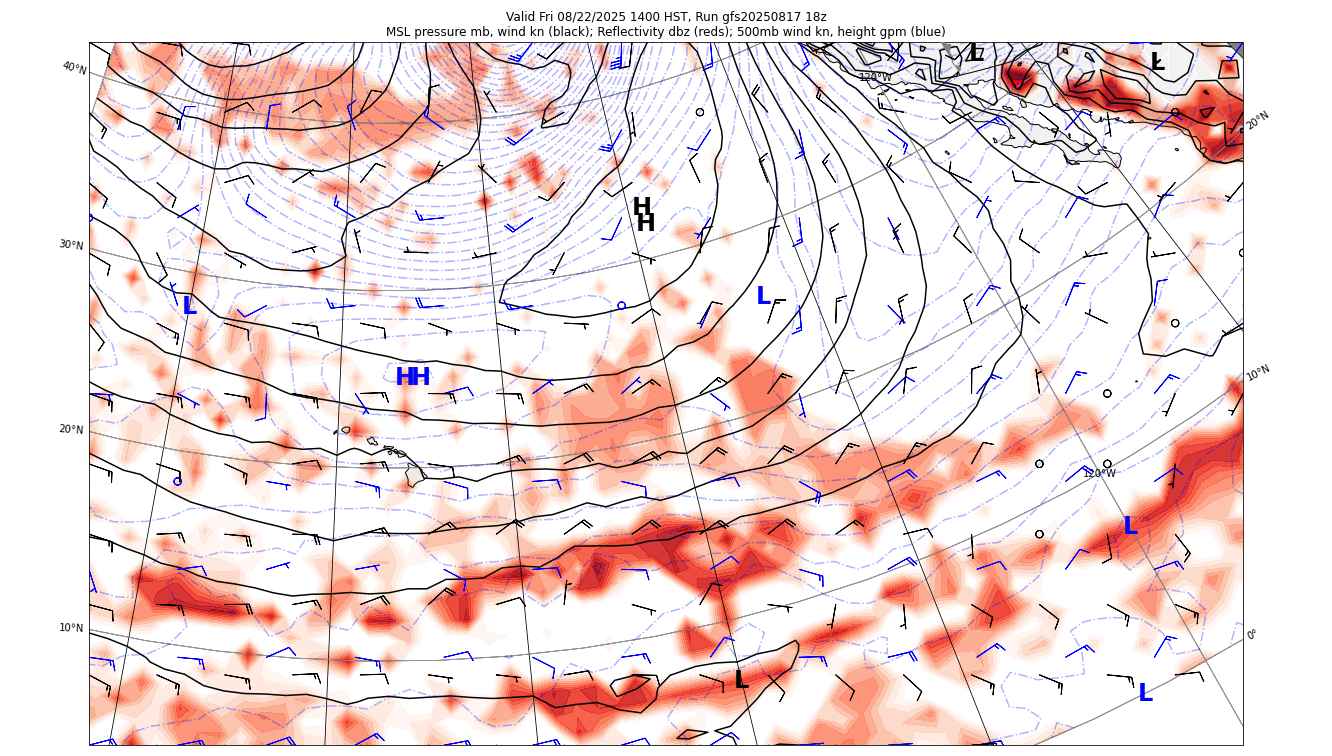 Valid Fri 08/22/2025 1400 HST, Run gfs20250817 18z
MSL pressure mb, wind kn (black); Reflectivity dbz (reds); 500mb wind kn, height gpm (blue)
L
L
40°N
120°W
20°N
H
H
30°N
L
L
HH
10°N
20°N
120°W
L
10°N
0°
L
L